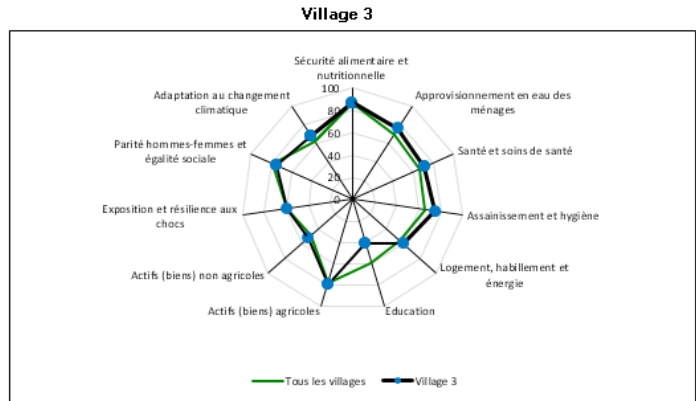 Village 3
Sécurité alimentaire et
nutritionnelle
Adaptation au changement
climatique
Approvisionnement en eau des
ménages
Parité hommes-femmes et
égalité sociale
Santé et soins de santé
Exposition et résilience aux
chocs
Assainissement et hygiène
Actifs (biens) non agricoles
Logement, habillement et
énergie
Actifs (biens) agricoles
Education
100
80
60
40
20
0
Tous les villages
Village 3